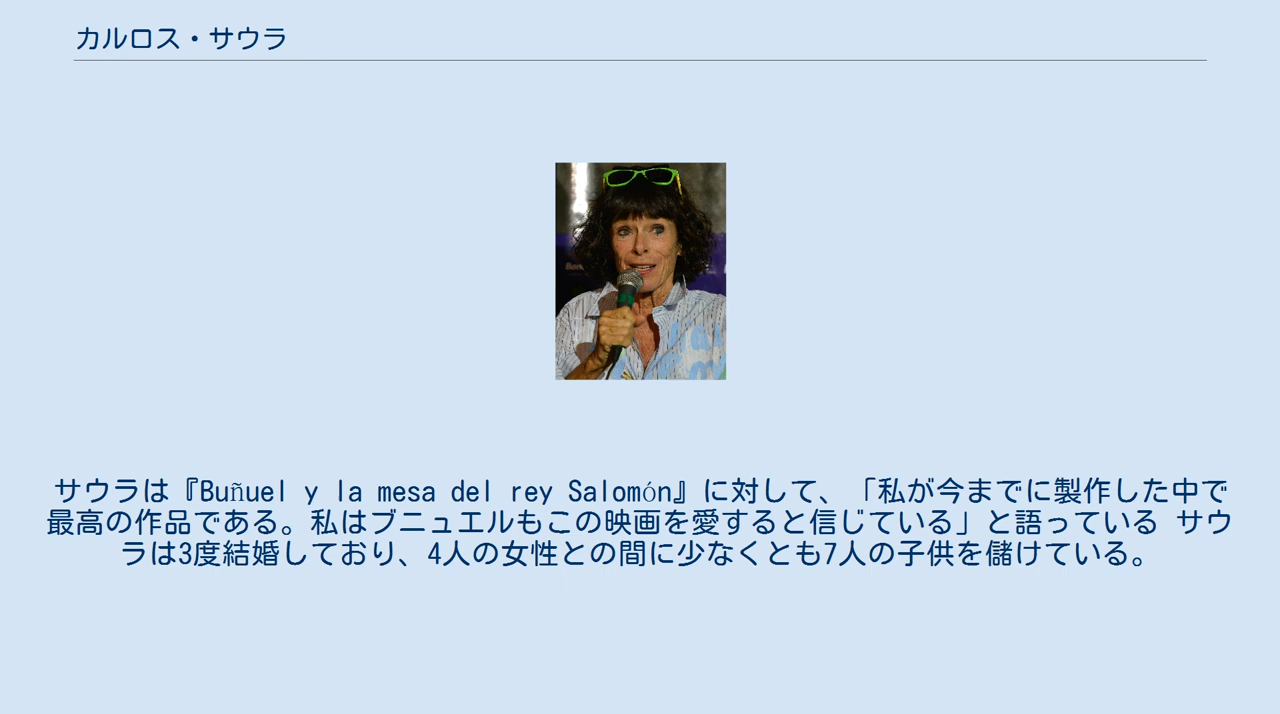 カルロス・サウラ
サウラは『Buñuel y la mesa del rey Salomón』に対して、「私が今までに製作した中で
最高の作品である。私はブニュエルもこの映画を愛すると信じている」と語っている サウ
ラは3度結婚しており、4人の女性との間に少なくとも7人の子供を儲けている。